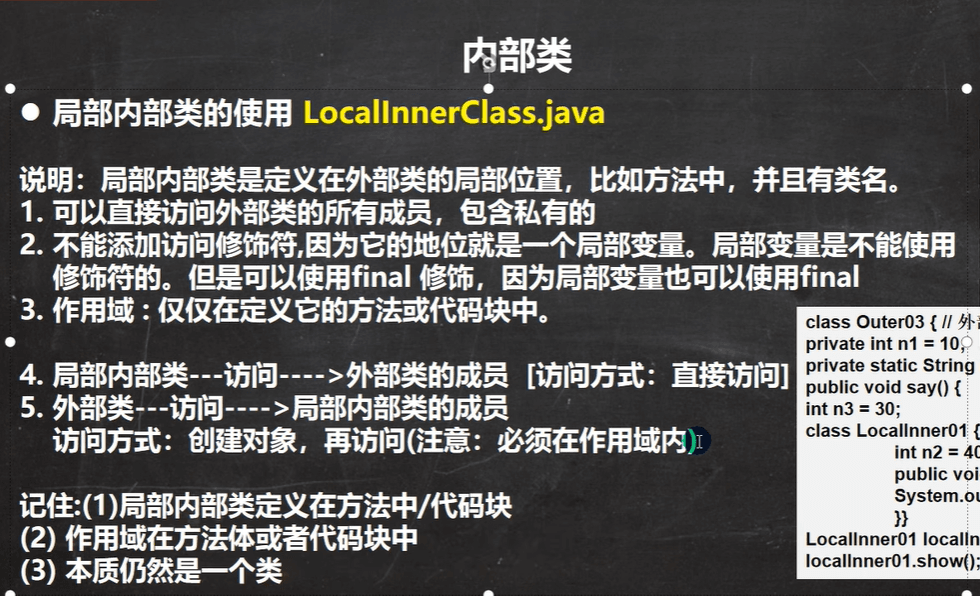 内部类
局部内部类的使用 LocalInnerClass.java
说明：局部内部类是定义在外部类的局部位置，比如方法中，并且有类名。
1. 可以直接访问外部类的所有成员，包含私有的
2. 不能添加访问修饰符,因为它的地位就是一个局部变量。局部变量是不能使用
修饰符的。但是可以使用final 修饰，因为局部变量也可以使用final
3. 作用域 : 仅仅在定义它的方法或代码块中。
4. 局部内部类---访问---->外部类的成员 [访问方式：直接访问]
5. 外部类---访问---->局部内部类的成员
访问方式：创建对象，再访问(注意：必须在作用域内)
记住:(1)局部内部类定义在方法中/代码块
(2) 作用域在方法体或者代码块中
(3) 本质仍然是一个类
class Outer03 { // 外
private int n1 = 10;
private static String
public void say() {
int n3 = 30;
class LocalInner01 {
int n2 = 40
public voi
System.ou
}}
LocalInner01 localIn
localInner01.show();